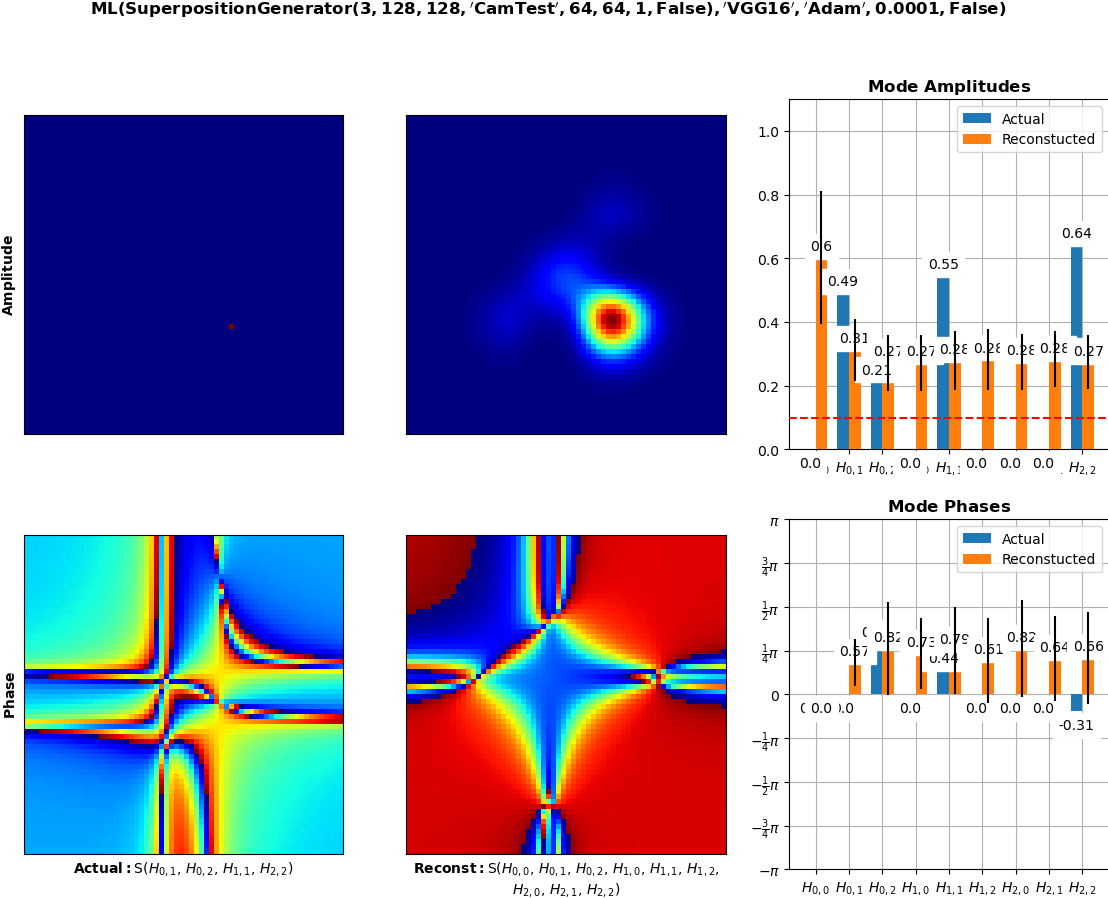 ML(SuperpositionGenerator(3, 128, 128, 'CamTest', 64, 64, 1, False), 'VGG16', 'Adam', 0.0001, False)
Mode Amplitudes
Actual
Reconstucted
1.0
0.8
0.6
0.4
0.2
0.0
0.6
0.49
0.31
0.21
0.27
0.27
0.55
0.28
0.28
0.28
0.28
0.64
0.27
0.0
0.0
0.0
0.0
0.0
H0,1
H2,2
Amplitude
Mode Phases
Actual
Reconstucted
π
3/4π
1/2π
1/4π
0
−1/4π
−1/2π
−3/4π
−π
0.57
0.82
0.73
0.44
0.79
0.61
0.82
0.64
0.66
0.0
0.0
0.0
0.0
0.0
0.0
-0.31
H0,0 H0,1 H0,2 H1,0 H1,1 H1,2 H2,0 H2,1 H2,2
Phase
Actual: S(H0,1, H0,2, H1,1, H2,2)
Reconst: S(H0,0, H0,1, H0,2, H1,0, H1,1, H1,2,
H2,0, H2,1, H2,2)